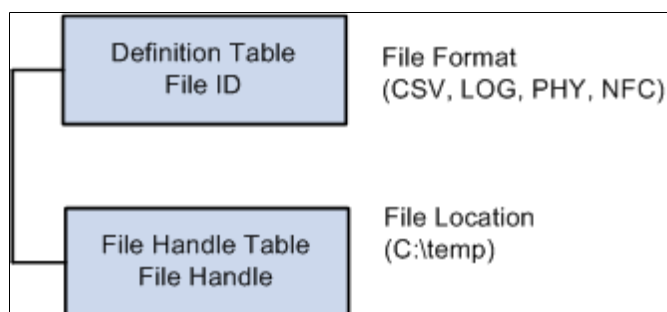 Definition Table
File ID
File Format
(CSV, LOG, PHY, NFC)
File Handle Table
File Handle
File Location
(C:\temp)